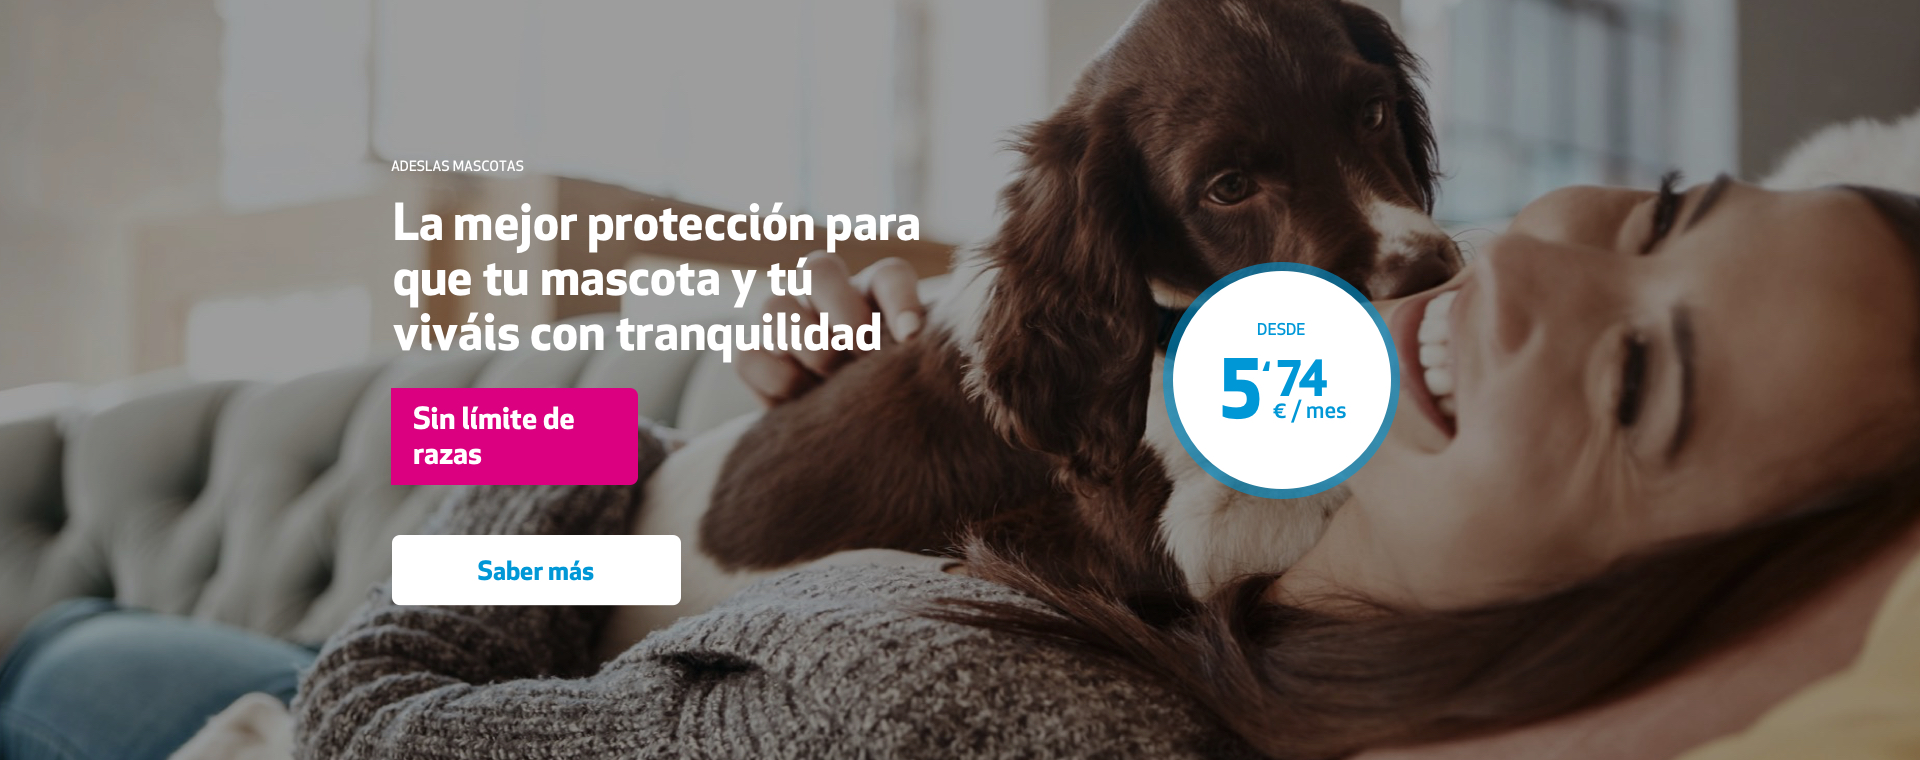 ADESLAS MASCOTAS
La mejor protección para
que tu mascota y tú
viváis con tranquilidad
Sin límite de
razas
Saber más
DESDE
5‘74
€ / mes